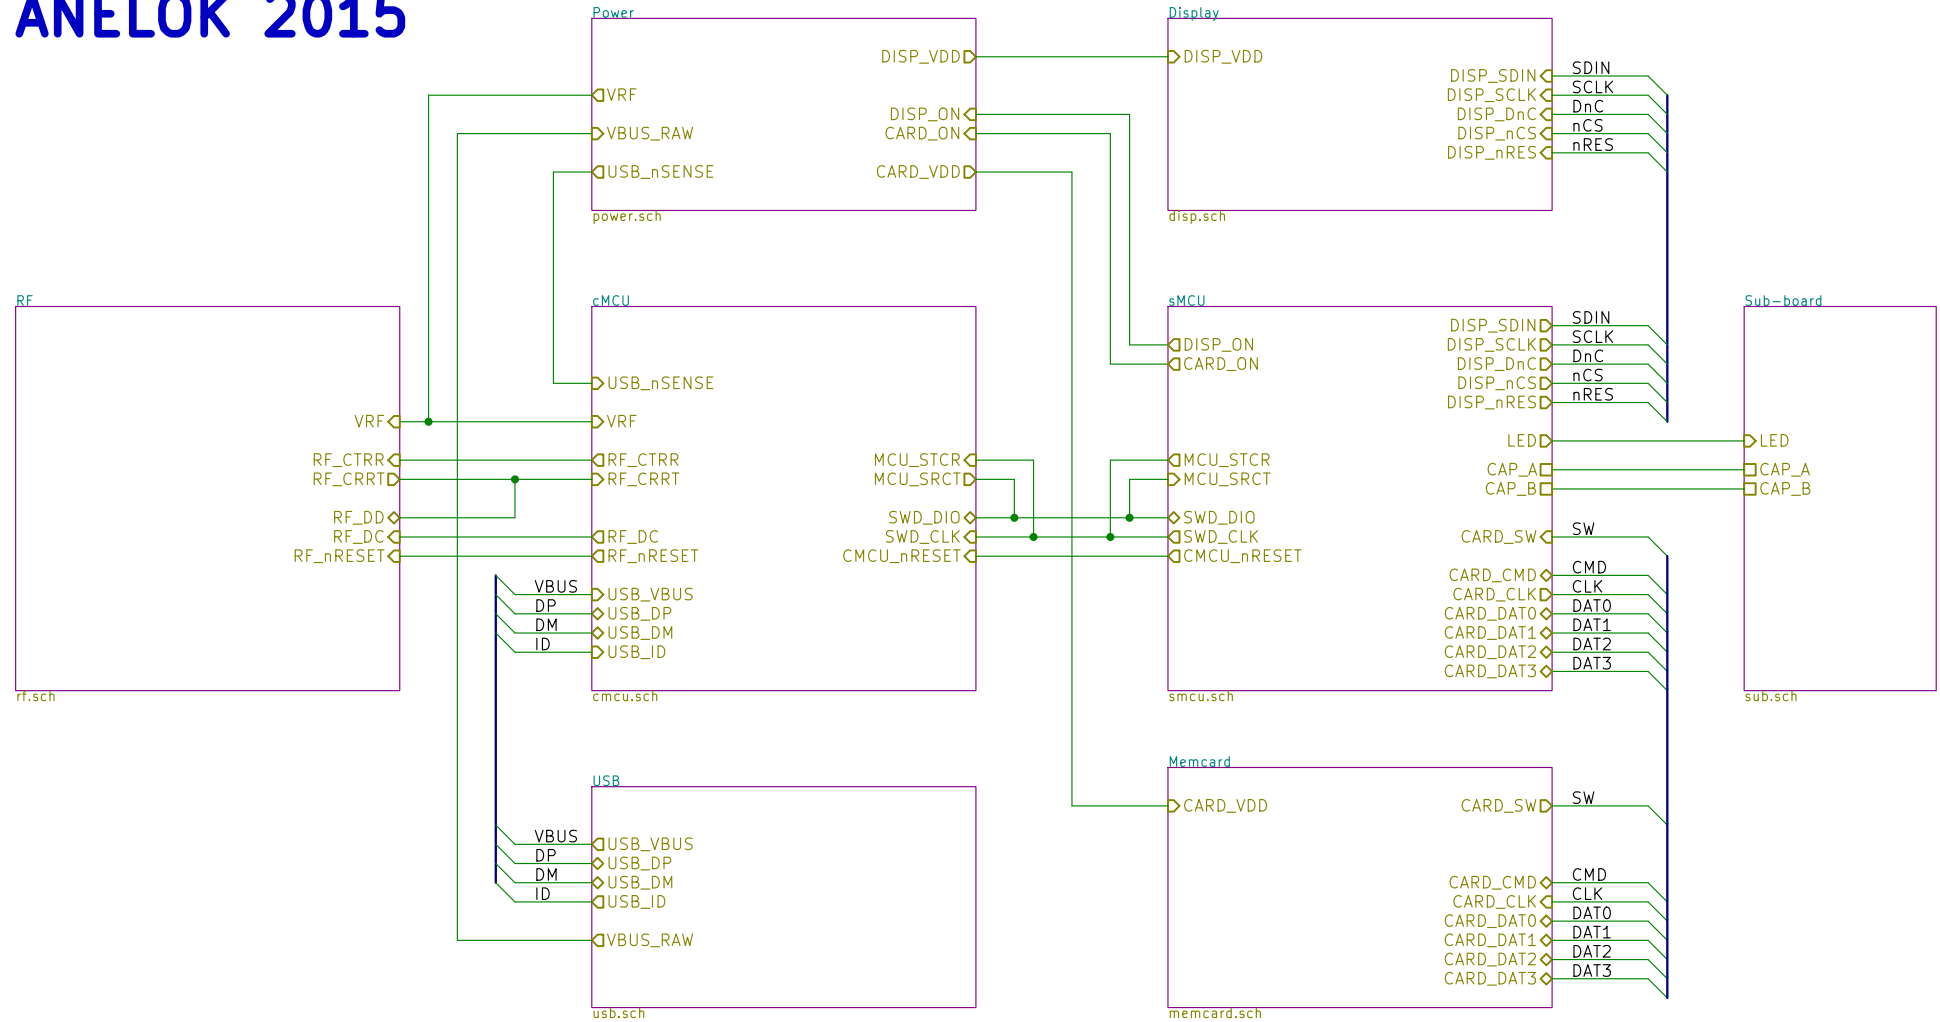 ANELOK 2015
Power
DISP_VDD
VRF
DISP_ON
VBUS_RAW
CARD_ON
USB_nSENSE
CARD_VDD
power.sch
Display
DISP_VDD
DISP_SDIN SDIN
DISP_SCLK SCLK
DISP_DnC DnC
DISP_nCS nCS
DISP_nRES nRES
disp.sch
RF
VRF
RF_CTRR
RF_CRRT
RF_DD
RF_DC
RF_nRESET
rf.sch
cMCU
USB_nSENSE
VRF
RF_CTRR MCU_STCR
RF_CRRT MCU_SRCT
SWD_DIO
RF_DC SWD_CLK
RF_nRESET CMCU_nRESET
VBUS USB_VBUS
DP USB_DP
DM USB_DM
ID USB_ID
cmcu.sch
sMCU
DISP_SDIN SDIN
DISP_ON DISP_SCLK SCLK
CARD_ON DISP_DnC DnC
DISP_nCS nCS
DISP_nRES nRES
LED
MCU_STCR CAP_A
MCU_SRCT CAP_B
SWD_DIO
SWD_CLK CARD_SW SW
CMCU_nRESET
CARD_CMD CMD
CARD_CLK CLK
CARD_DAT0 DAT0
CARD_DAT1 DAT1
CARD_DAT2 DAT2
CARD_DAT3 DAT3
smcu.sch
Sub-board
LED
CAP_A
CAP_B
sub.sch
USB
VBUS USB_VBUS
DP USB_DP
DM USB_DM
ID USB_ID
VBUS_RAW
usb.sch
Memcard
CARD_VDD CARD_SW SW
CARD_CMD CMD
CARD_CLK CLK
CARD_DAT0 DAT0
CARD_DAT1 DAT1
CARD_DAT2 DAT2
CARD_DAT3 DAT3
memcard.sch